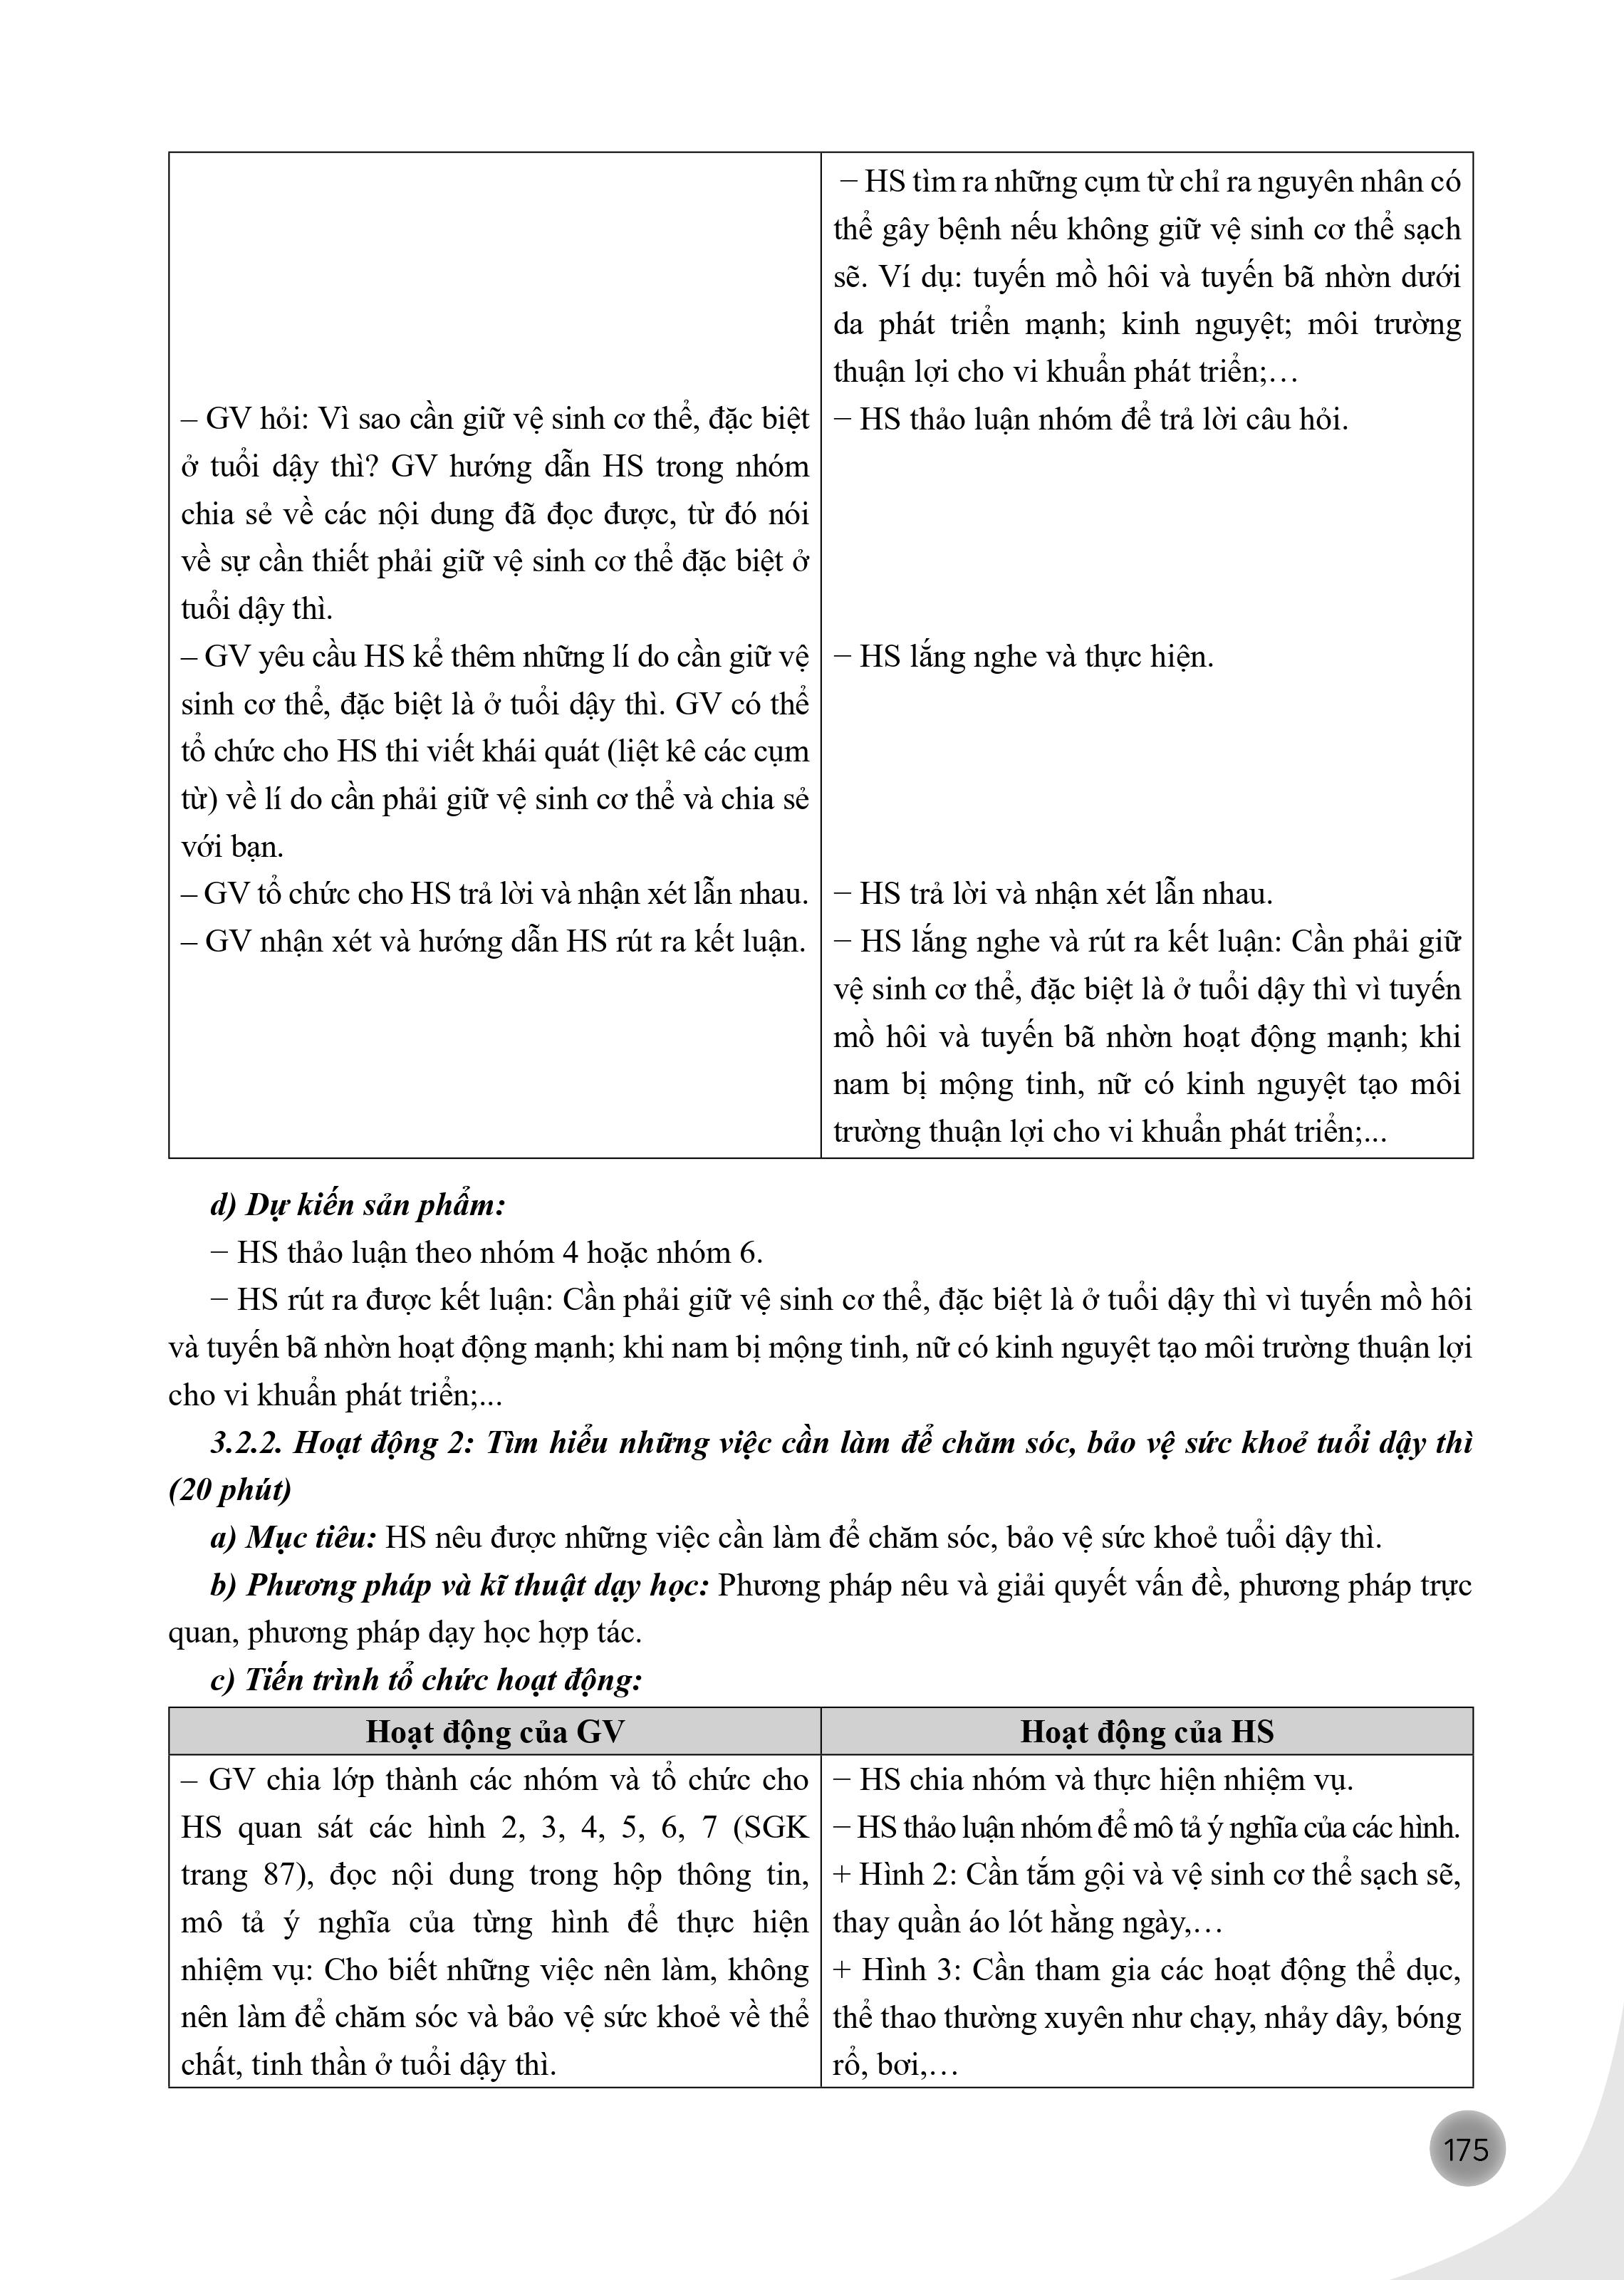 − HS tìm ra những cụm từ chỉ ra nguyên nhân có
thể gây bệnh nếu không giữ vệ sinh cơ thể sạch
sẽ. Ví dụ: tuyến mồ hôi và tuyến bã nhờn dưới
da phát triển mạnh; kinh nguyệt; môi trường
thuận lợi cho vi khuẩn phát triển;…
– GV hỏi: Vì sao cần giữ vệ sinh cơ thể, đặc biệt
ở tuổi dậy thì? GV hướng dẫn HS trong nhóm
chia sẻ về các nội dung đã đọc được, từ đó nói
về sự cần thiết phải giữ vệ sinh cơ thể đặc biệt ở
tuổi dậy thì.
− HS thảo luận nhóm để trả lời câu hỏi.
– GV yêu cầu HS kể thêm những lí do cần giữ vệ
sinh cơ thể, đặc biệt là ở tuổi dậy thì. GV có thể
tổ chức cho HS thi viết khái quát (liệt kê các cụm
từ) về lí do cần phải giữ vệ sinh cơ thể và chia sẻ
với bạn.
− HS lắng nghe và thực hiện.
– GV tổ chức cho HS trả lời và nhận xét lẫn nhau.
− HS trả lời và nhận xét lẫn nhau.
– GV nhận xét và hướng dẫn HS rút ra kết luận.
− HS lắng nghe và rút ra kết luận: Cần phải giữ
vệ sinh cơ thể, đặc biệt là ở tuổi dậy thì vì tuyến
mồ hôi và tuyến bã nhờn hoạt động mạnh; khi
nam bị mộng tinh, nữ có kinh nguyệt tạo môi
trường thuận lợi cho vi khuẩn phát triển;...
d) Dự kiến sản phẩm:
− HS thảo luận theo nhóm 4 hoặc nhóm 6.
− HS rút ra được kết luận: Cần phải giữ vệ sinh cơ thể, đặc biệt là ở tuổi dậy thì vì tuyến mồ hôi
và tuyến bã nhờn hoạt động mạnh; khi nam bị mộng tinh, nữ có kinh nguyệt tạo môi trường thuận lợi
cho vi khuẩn phát triển;...
3.2.2. Hoạt động 2: Tìm hiểu những việc cần làm để chăm sóc, bảo vệ sức khoẻ tuổi dậy thì
(20 phút)
a) Mục tiêu: HS nêu được những việc cần làm để chăm sóc, bảo vệ sức khoẻ tuổi dậy thì.
b) Phương pháp và kĩ thuật dạy học: Phương pháp nêu và giải quyết vấn đề, phương pháp trực
quan, phương pháp dạy học hợp tác.
c) Tiến trình tổ chức hoạt động:
Hoạt động của GV
Hoạt động của HS
– GV chia lớp thành các nhóm và tổ chức cho
HS quan sát các hình 2, 3, 4, 5, 6, 7 (SGK
trang 87), đọc nội dung trong hộp thông tin,
mô tả ý nghĩa của từng hình để thực hiện
nhiệm vụ: Cho biết những việc nên làm, không
nên làm để chăm sóc và bảo vệ sức khoẻ về thể
chất, tinh thần ở tuổi dậy thì.
− HS chia nhóm và thực hiện nhiệm vụ.
− HS thảo luận nhóm để mô tả ý nghĩa của các hình.
+ Hình 2: Cần tắm gội và vệ sinh cơ thể sạch sẽ,
thay quần áo lót hằng ngày,…
+ Hình 3: Cần tham gia các hoạt động thể dục,
thể thao thường xuyên như chạy, nhảy dây, bóng
rổ, bơi,…
175